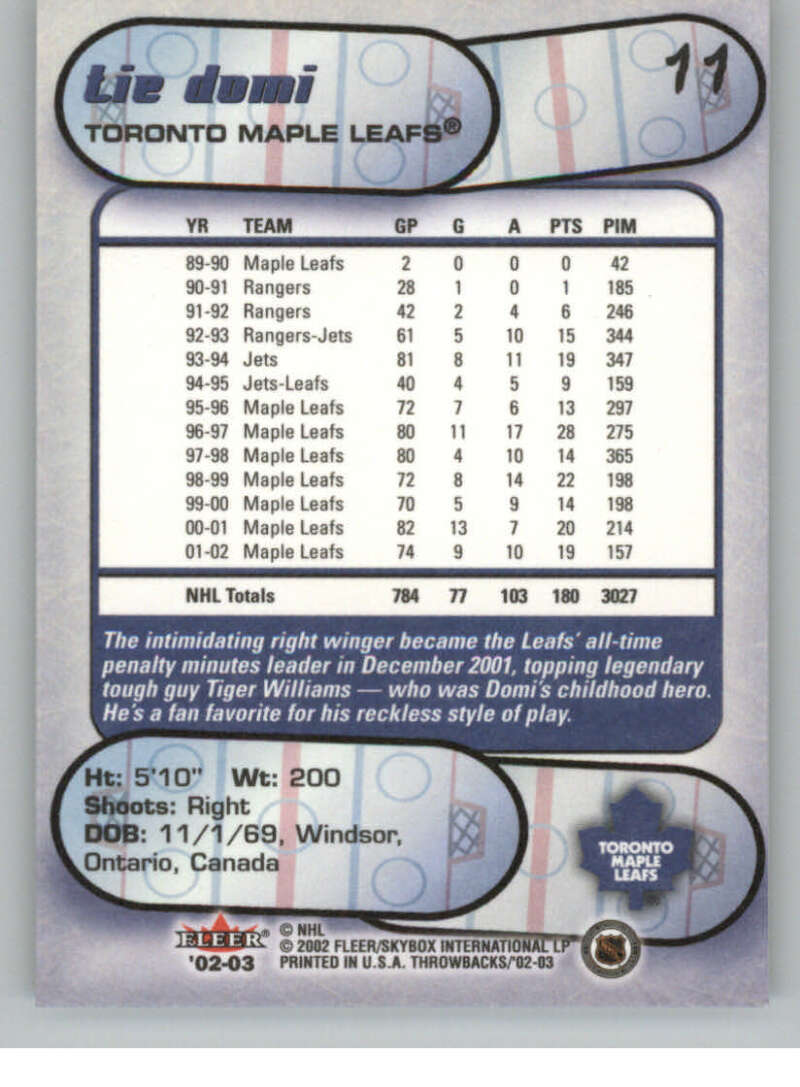 tie domi
TORONTO MAPLE LEAFS®
11
YR TEAM GP G A PTS PIM
89-90 Maple Leafs 2 0 0 0 42
90-91 Rangers 28 1 0 1 185
91-92 Rangers 42 2 4 6 246
92-93 Rangers-Jets 61 5 10 15 344
93-94 Jets 81 8 11 19 347
94-95 Jets-Leafs 40 4 5 9 159
95-96 Maple Leafs 72 7 6 13 297
96-97 Maple Leafs 80 11 17 28 275
97-98 Maple Leafs 80 4 10 14 365
98-99 Maple Leafs 72 8 14 22 198
99-00 Maple Leafs 70 5 9 14 198
00-01 Maple Leafs 82 13 7 20 214
01-02 Maple Leafs 74 9 10 19 157
NHL Totals 784 77 103 180 3027
The intimidating right winger became the Leafs' all-time
penalty minutes leader in December 2001, topping legendary
tough guy Tiger Williams — who was Domi's childhood hero.
He's a fan favorite for his reckless style of play.
Ht: 5'10" Wt: 200
Shoots: Right
DOB: 11/1/69, Windsor,
Ontario, Canada
TORONTO
MAPLE
LEAFS
FLEER®
'02-03
© NHL
© 2002 FLEER/SKYBOX INTERNATIONAL LP
PRINTED IN U.S.A. THROWBACKS/'02-03